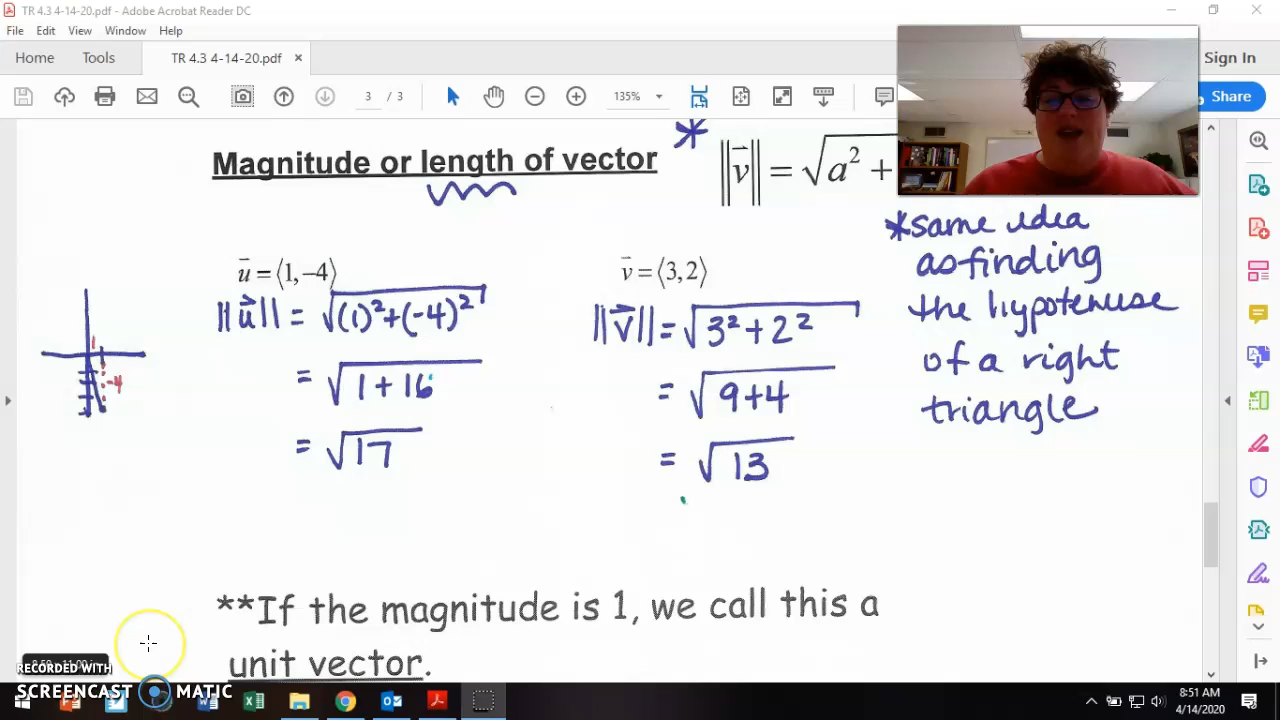 TR 4.3 4-14-20.pdf - Adobe Acrobat Reader DC
File Edit View Window Help
Home Tools TR 4.3 4-14-20.pdf × Sign In
3 / 3 135% Share
Magnitude or length of vector
* ‖v⃗‖ = √a² +
*same idea
as finding
the hypotenuse
of a right
triangle
u⃗ = ⟨1, −4⟩
‖u⃗‖ = √(1)² + (-4)²
= √1 + 16
= √17
1
-4
v⃗ = ⟨3, 2⟩
‖v⃗‖ = √3² + 2²
= √9 + 4
= √13
**If the magnitude is 1, we call this a
unit vector.
RECORDED WITH
SCREENCAST MATIC
8:51 AM
4/14/2020